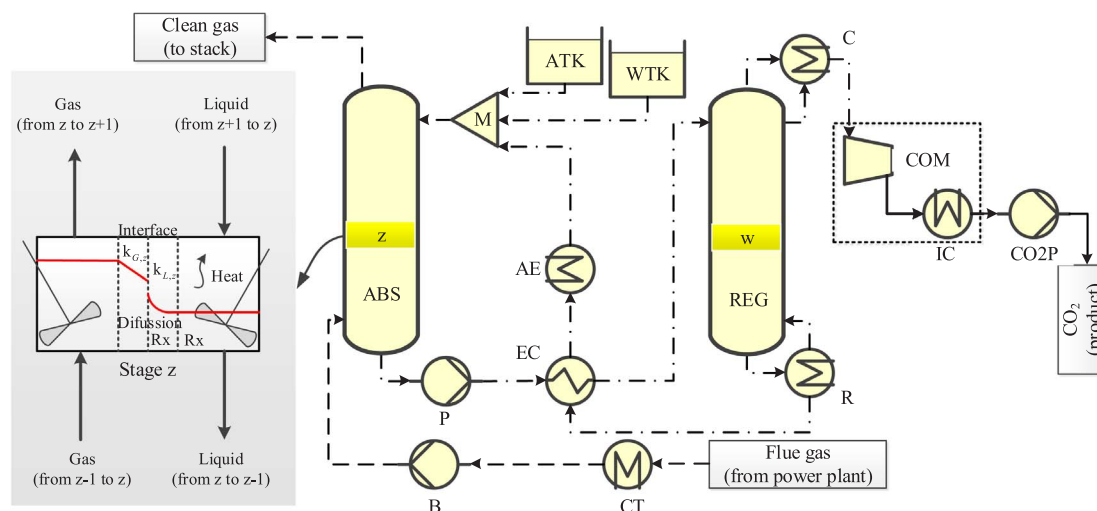 Clean gas
(to stack)
ATK
WTK
C
M
COM
IC
CO2P
CO₂
(product)
Gas
(from z to z+1)
Liquid
(from z+1 to z)
Interface
k_{G,z}
k_{L,z}
Heat
Difussion
Rx
Rx
Stage z
Gas
(from z-1 to z)
Liquid
(from z to z-1)
z
ABS
w
REG
AE
EC
P
R
B
CT
Flue gas
(from power plant)